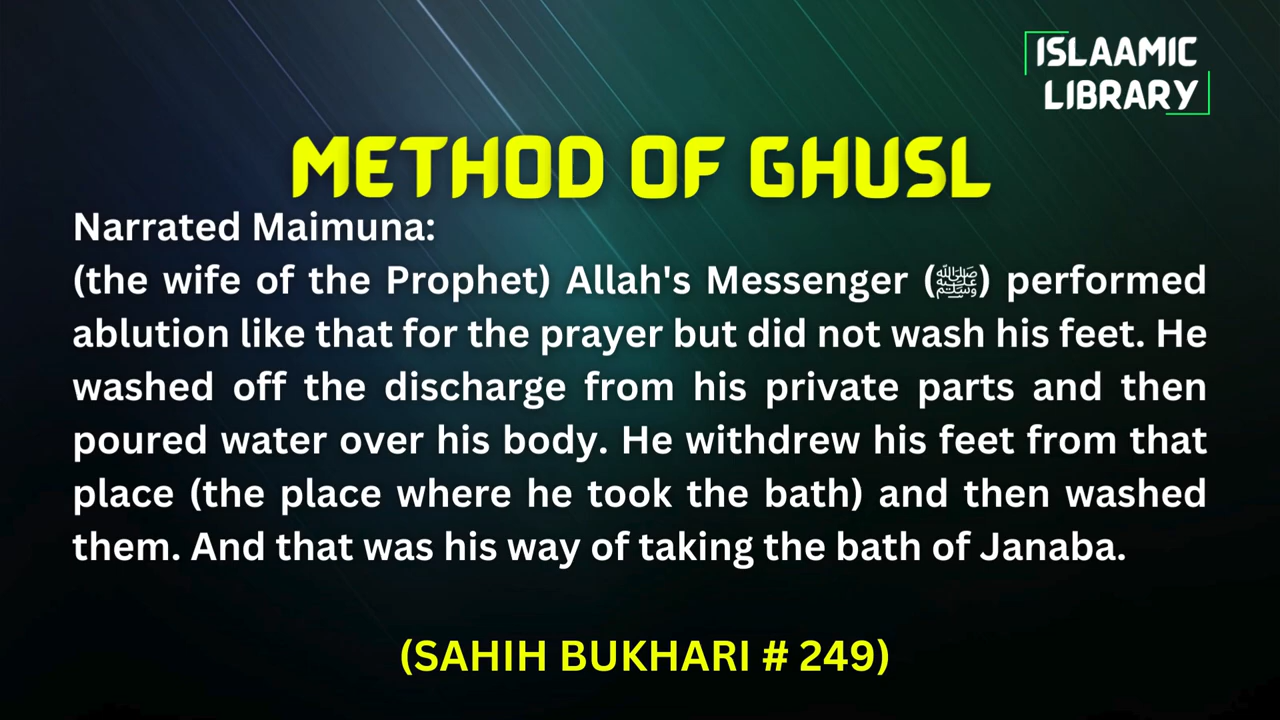 ISLAAMIC
LIBRARY
METHOD OF GHUSL
Narrated Maimuna:
(the wife of the Prophet) Allah's Messenger (ﷺ) performed
ablution like that for the prayer but did not wash his feet. He
washed off the discharge from his private parts and then
poured water over his body. He withdrew his feet from that
place (the place where he took the bath) and then washed
them. And that was his way of taking the bath of Janaba.
(SAHIH BUKHARI # 249)